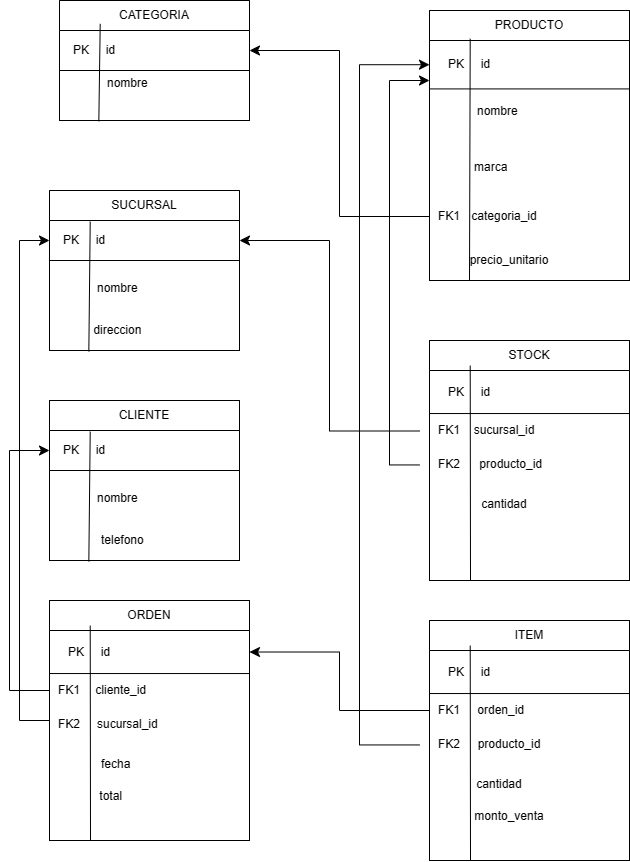 CATEGORIA
PK id
nombre
PRODUCTO
PK id
nombre
marca
FK1 categoria_id
precio_unitario
SUCURSAL
PK id
nombre
direccion
STOCK
PK id
FK1 sucursal_id
FK2 producto_id
cantidad
CLIENTE
PK id
nombre
telefono
ORDEN
PK id
FK1 cliente_id
FK2 sucursal_id
fecha
total
ITEM
PK id
FK1 orden_id
FK2 producto_id
cantidad
monto_venta